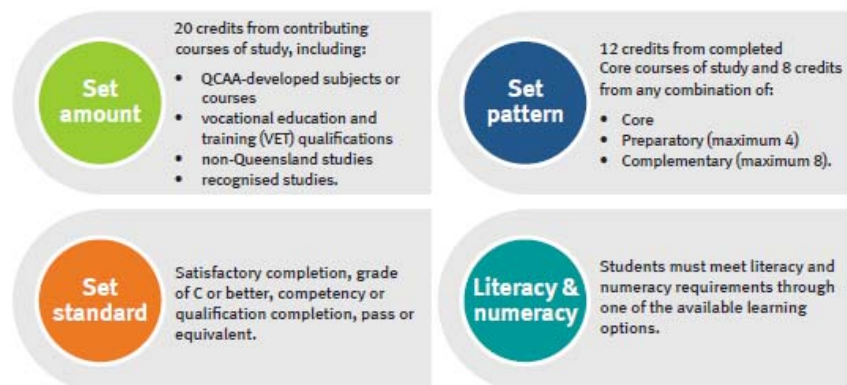 Set
amount
20 credits from contributing
courses of study, including:
• QCAA-developed subjects or
courses
• vocational education and
training (VET) qualifications
• non-Queensland studies
• recognised studies.
Set
pattern
12 credits from completed
Core courses of study and 8 credits
from any combination of:
• Core
• Preparatory (maximum 4)
• Complementary (maximum 8).
Set
standard
Satisfactory completion, grade
of C or better, competency or
qualification completion, pass or
equivalent.
Literacy &
numeracy
Students must meet literacy and
numeracy requirements through
one of the available learning
options.